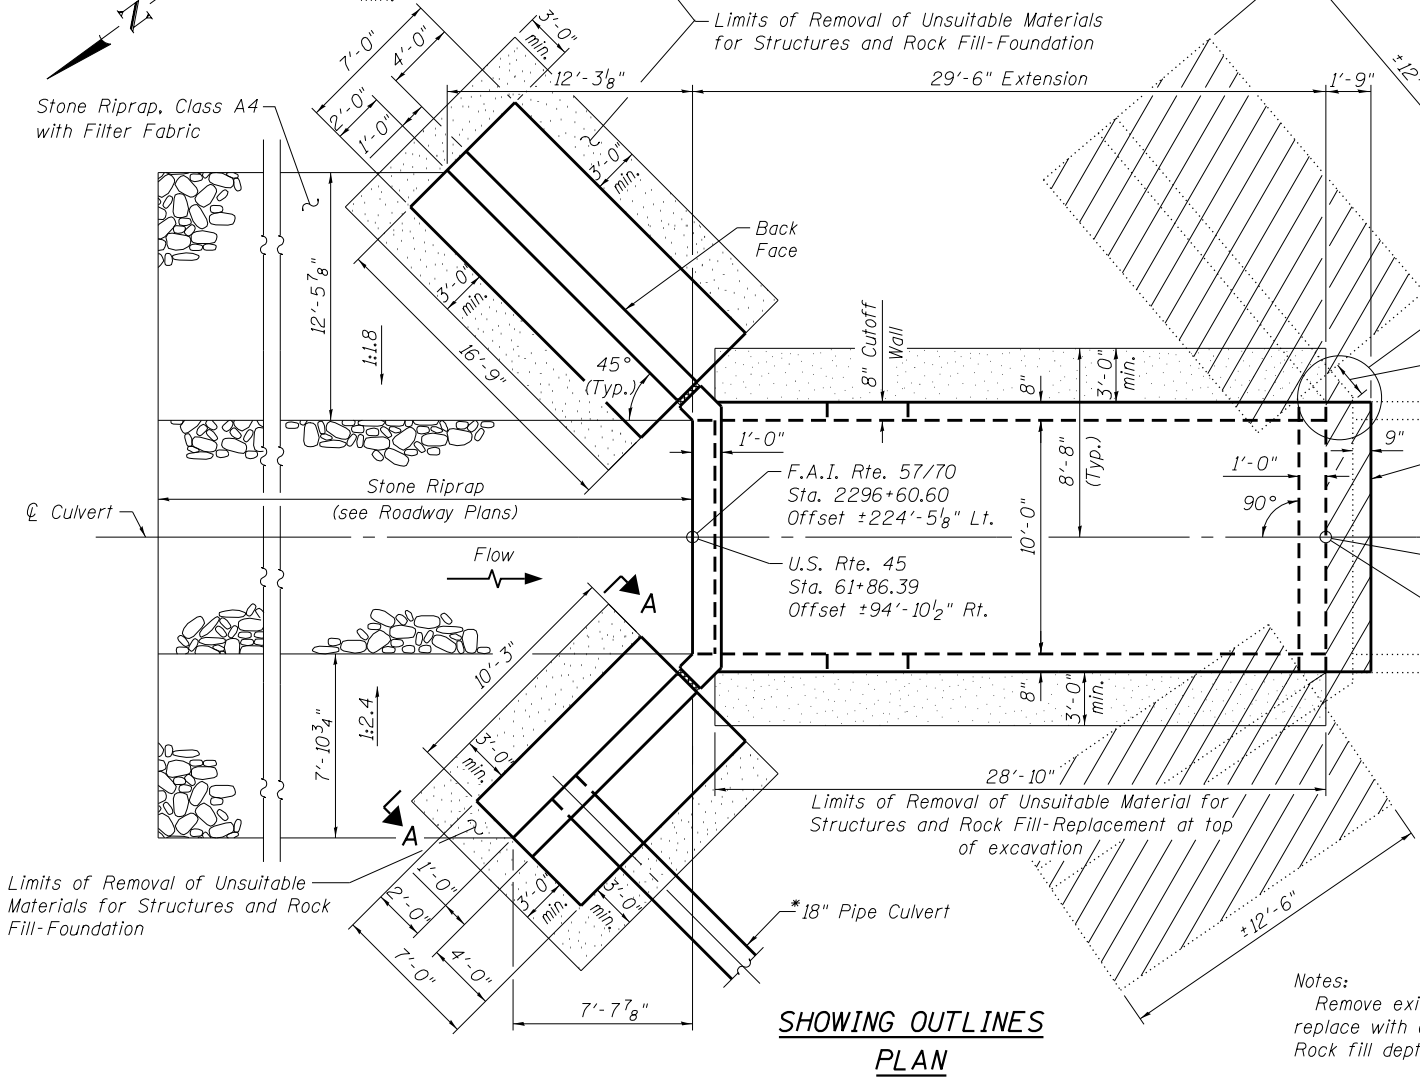 N
min.
Limits of Removal of Unsuitable Materials
for Structures and Rock Fill-Foundation
7'-0"
4'-0"
2'-0"
1'-0"
3'-0"
min.
12'-3 1/8"
29'-6" Extension
1'-9"
±12'-
Stone Riprap, Class A4
with Filter Fabric
3'-0"
min.
Back
Face
12'-5 7/8"
1:1.8
3'-0"
min.
16'-9"
45°
(Typ.)
8" Cutoff
Wall
8"
3'-0"
min.
8'-8"
(Typ.)
1'-0"
9"
1'-0"
90°
Stone Riprap
(see Roadway Plans)
F.A.I. Rte. 57/70
Sta. 2296+60.60
Offset ±224'-5 1/8" Lt.
℄ Culvert
10'-0"
Flow
U.S. Rte. 45
Sta. 61+86.39
Offset ±94'-10 1/2" Rt.
A
10'-3"
7'-10 3/4"
1:2.4
3'-0"
min.
8"
3'-0"
min.
28'-10"
Limits of Removal of Unsuitable Material for
Structures and Rock Fill-Replacement at top
of excavation
A
Limits of Removal of Unsuitable
Materials for Structures and Rock
Fill-Foundation
1'-0"
2'-0"
7'-0"
4'-0"
3'-0"
min.
3'-0"
min.
*18" Pipe Culvert
±12'-6"
7'-7 7/8"
SHOWING OUTLINES
PLAN
Notes:
Remove exi
replace with
Rock fill dept